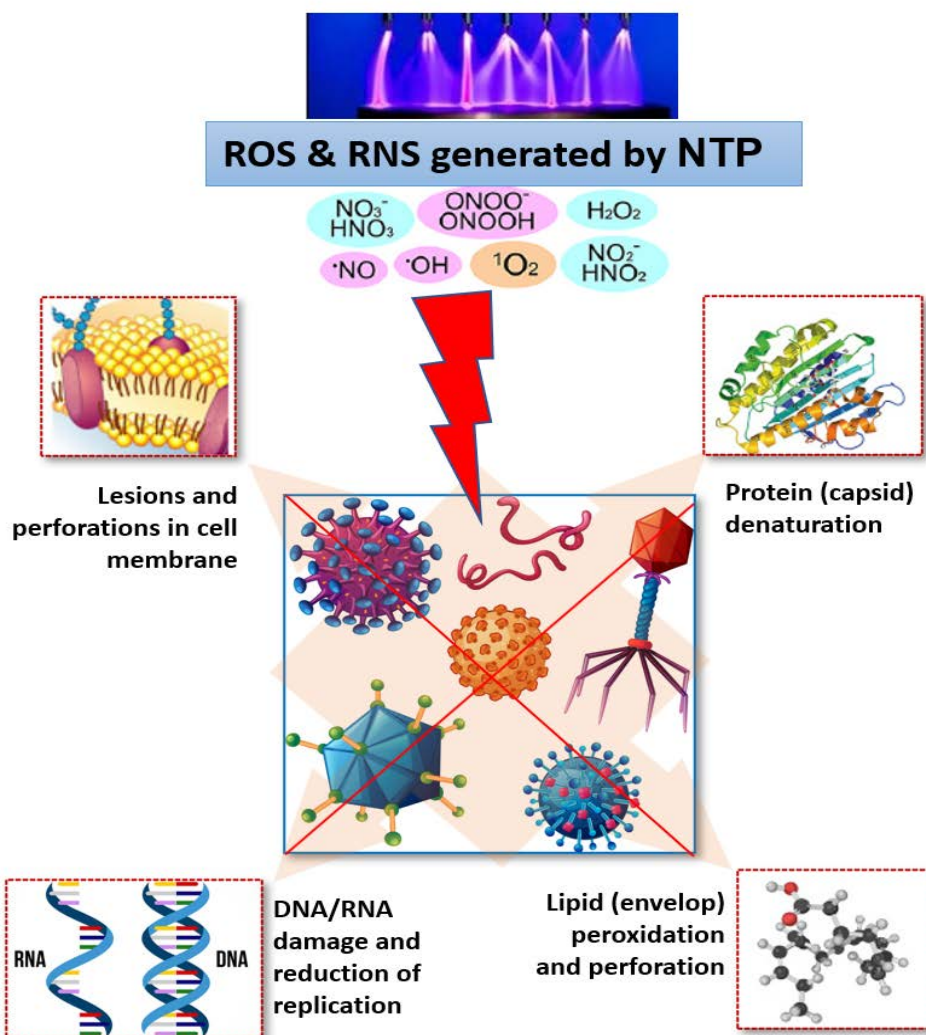 ROS & RNS generated by NTP
NO₃⁻
HNO₃
ONOO⁻
ONOOH
H₂O₂
·NO
·OH
¹O₂
NO₂⁻
HNO₂
Lesions and
perforations in cell
membrane
Protein (capsid)
denaturation
RNA
DNA
DNA/RNA
damage and
reduction of
replication
Lipid (envelop)
peroxidation
and perforation